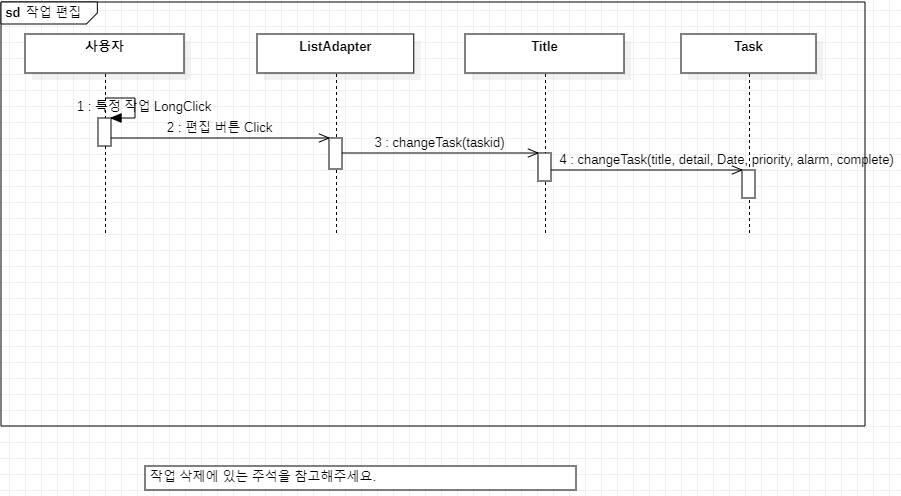 sd 작업 편집
사용자
ListAdapter
Title
Task
1 : 특정 작업 LongClick
2 : 편집 버튼 Click
3 : changeTask(taskid)
4 : changeTask(title, detail, Date, priority, alarm, complete)
작업 삭제에 있는 주석을 참고해주세요.